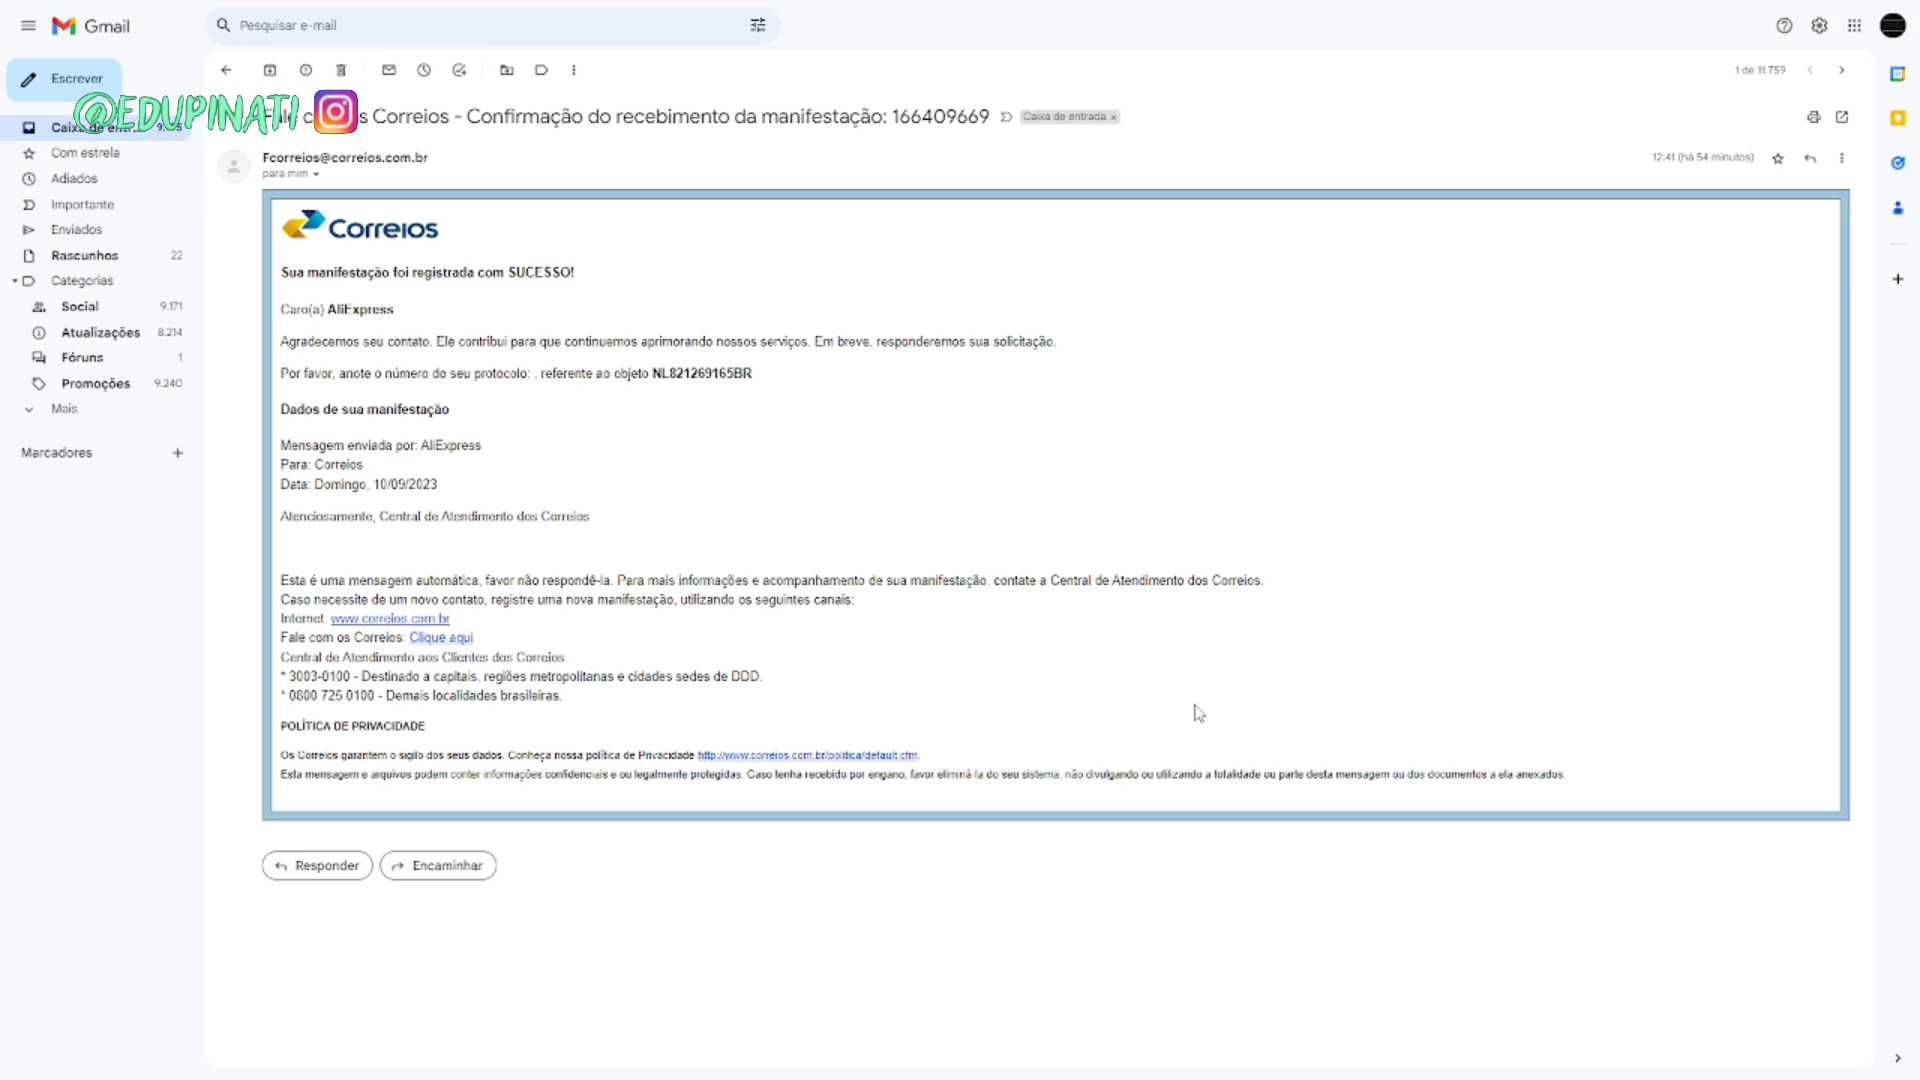 Gmail
Pesquisar e-mail
Escrever
1 de 11.759
@EDUPINATI
s Correios - Confirmação do recebimento da manifestação: 166409669
Caixa de entrada x
Com estrela
Adiados
Importante
Enviados
Rascunhos 22
Categorias
Social 9.171
Atualizações 8.214
Fóruns 1
Promoções 9.240
Mais
Marcadores
Fcorreios@correios.com.br
para mim
12:41 (há 54 minutos)
Correios
Sua manifestação foi registrada com SUCESSO!
Caro(a) AliExpress
Agradecemos seu contato. Ele contribui para que continuemos aprimorando nossos serviços. Em breve, responderemos sua solicitação.
Por favor, anote o número do seu protocolo: , referente ao objeto NL821269165BR
Dados de sua manifestação
Mensagem enviada por: AliExpress
Para: Correios
Data: Domingo, 10/09/2023
Atenciosamente, Central de Atendimento dos Correios
Esta é uma mensagem automática, favor não respondê-la. Para mais informações e acompanhamento de sua manifestação, contate a Central de Atendimento dos Correios.
Caso necessite de um novo contato, registre uma nova manifestação, utilizando os seguintes canais:
Internet www.correios.com.br
Fale com os Correios: Clique aqui
Central de Atendimento aos Clientes dos Correios
* 3003-0100 - Destinado a capitais, regiões metropolitanas e cidades sedes de DDD.
* 0800 725 0100 - Demais localidades brasileiras.
POLÍTICA DE PRIVACIDADE
Os Correios garantem o sigilo dos seus dados. Conheça nossa política de Privacidade http://www.correios.com.br/politica/default.cfm.
Esta mensagem e arquivos podem conter informações confidenciais e ou legalmente protegidas. Caso tenha recebido por engano, favor eliminá-la do seu sistema, não divulgando ou utilizando a totalidade ou parte desta mensagem ou dos documentos a ela anexados.
Responder
Encaminhar